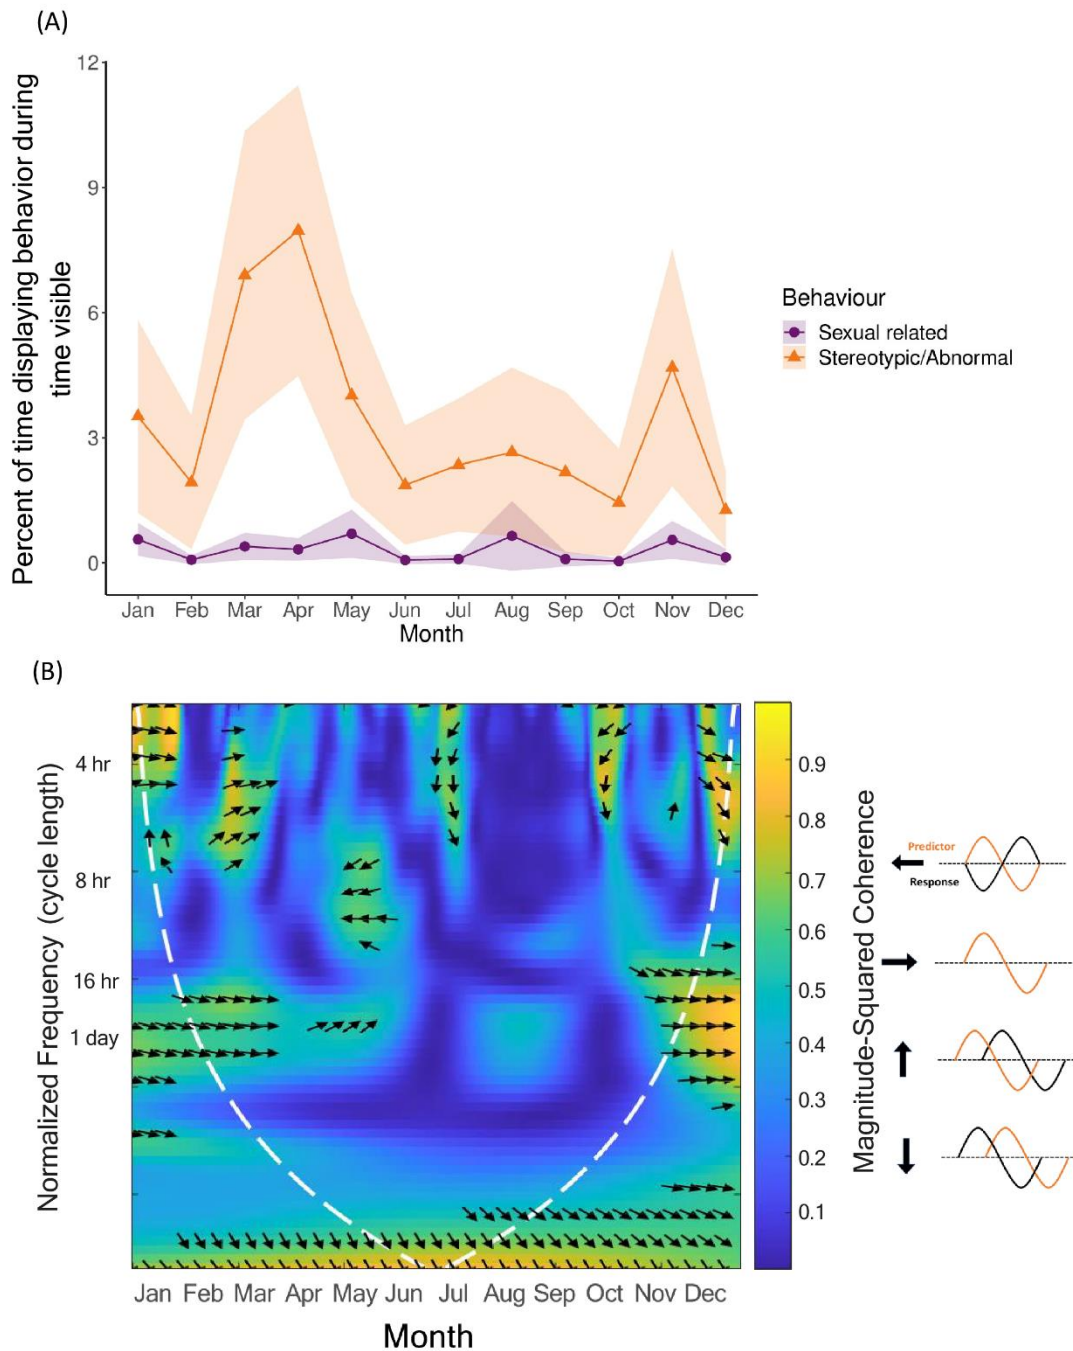 (A)
Percent of time displaying behavior during
time visible
12
9
6
3
0
Jan Feb Mar Apr May Jun Jul Aug Sep Oct Nov Dec
Month
Behaviour
Sexual related
Stereotypic/Abnormal
(B)
Normalized Frequency (cycle length)
4 hr
8 hr
16 hr
1 day
Jan Feb Mar Apr May Jun Jul Aug Sep Oct Nov Dec
Month
0.9
0.8
0.7
0.6
0.5
0.4
0.3
0.2
0.1
Magnitude-Squared Coherence
Predictor
Response